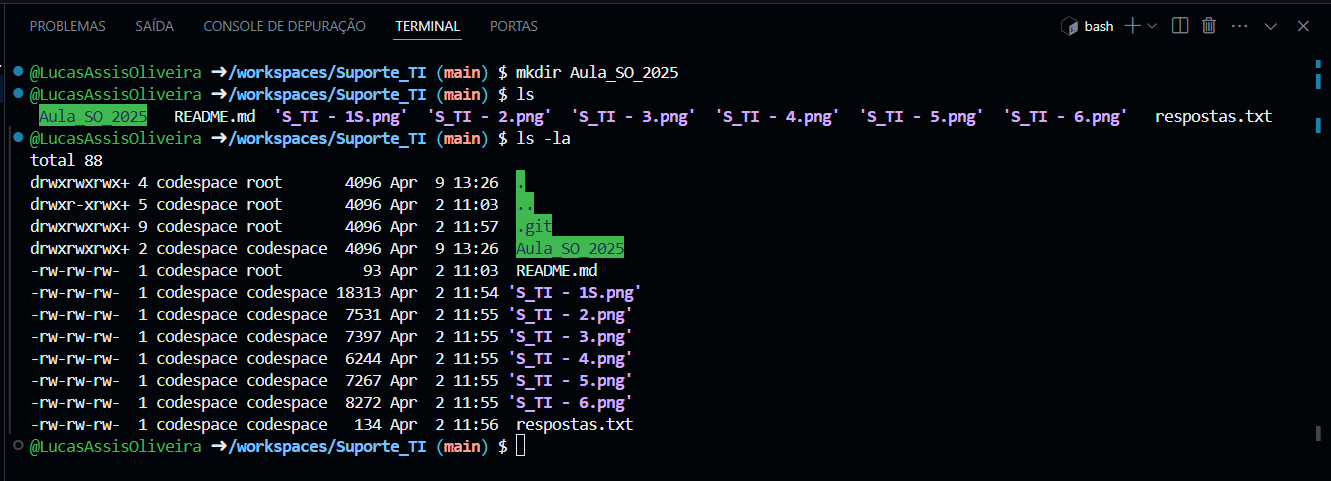 PROBLEMAS SAÍDA CONSOLE DE DEPURAÇÃO TERMINAL PORTAS bash
@LucasAssisOliveira ➜/workspaces/Suporte_TI (main) $ mkdir Aula_SO_2025
@LucasAssisOliveira ➜/workspaces/Suporte_TI (main) $ ls
Aula_SO_2025 README.md 'S_TI - 1S.png' 'S_TI - 2.png' 'S_TI - 3.png' 'S_TI - 4.png' 'S_TI - 5.png' 'S_TI - 6.png' respostas.txt
@LucasAssisOliveira ➜/workspaces/Suporte_TI (main) $ ls -la
total 88
drwxrwxrwx+ 4 codespace root 4096 Apr 9 13:26 .
drwxr-xrwx+ 5 codespace root 4096 Apr 2 11:03 ..
drwxrwxrwx+ 9 codespace root 4096 Apr 2 11:57 .git
drwxrwxrwx+ 2 codespace codespace 4096 Apr 9 13:26 Aula_SO_2025
-rw-rw-rw- 1 codespace root 93 Apr 2 11:03 README.md
-rw-rw-rw- 1 codespace codespace 18313 Apr 2 11:54 'S_TI - 1S.png'
-rw-rw-rw- 1 codespace codespace 7531 Apr 2 11:55 'S_TI - 2.png'
-rw-rw-rw- 1 codespace codespace 7397 Apr 2 11:55 'S_TI - 3.png'
-rw-rw-rw- 1 codespace codespace 6244 Apr 2 11:55 'S_TI - 4.png'
-rw-rw-rw- 1 codespace codespace 7267 Apr 2 11:55 'S_TI - 5.png'
-rw-rw-rw- 1 codespace codespace 8272 Apr 2 11:55 'S_TI - 6.png'
-rw-rw-rw- 1 codespace codespace 134 Apr 2 11:56 respostas.txt
@LucasAssisOliveira ➜/workspaces/Suporte_TI (main) $